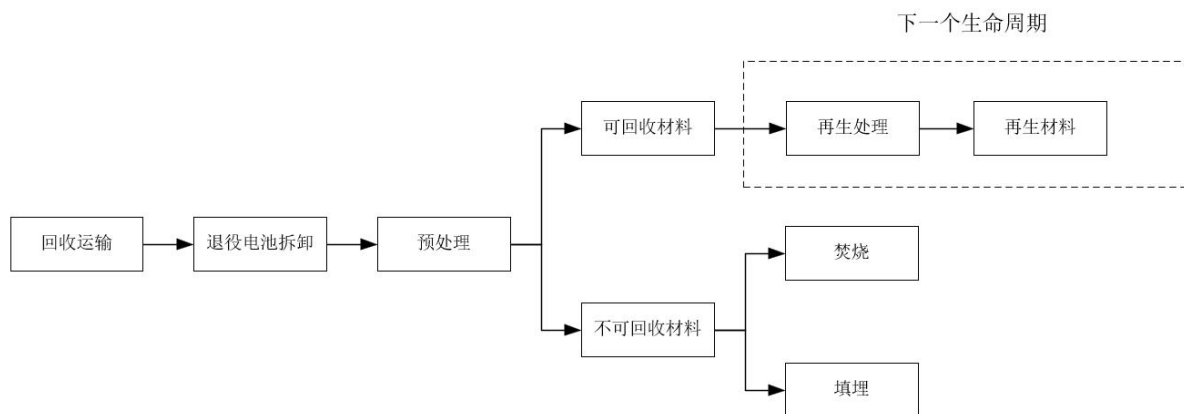 下一个生命周期
可回收材料
再生处理
再生材料
回收运输
退役电池拆卸
预处理
焚烧
不可回收材料
填埋